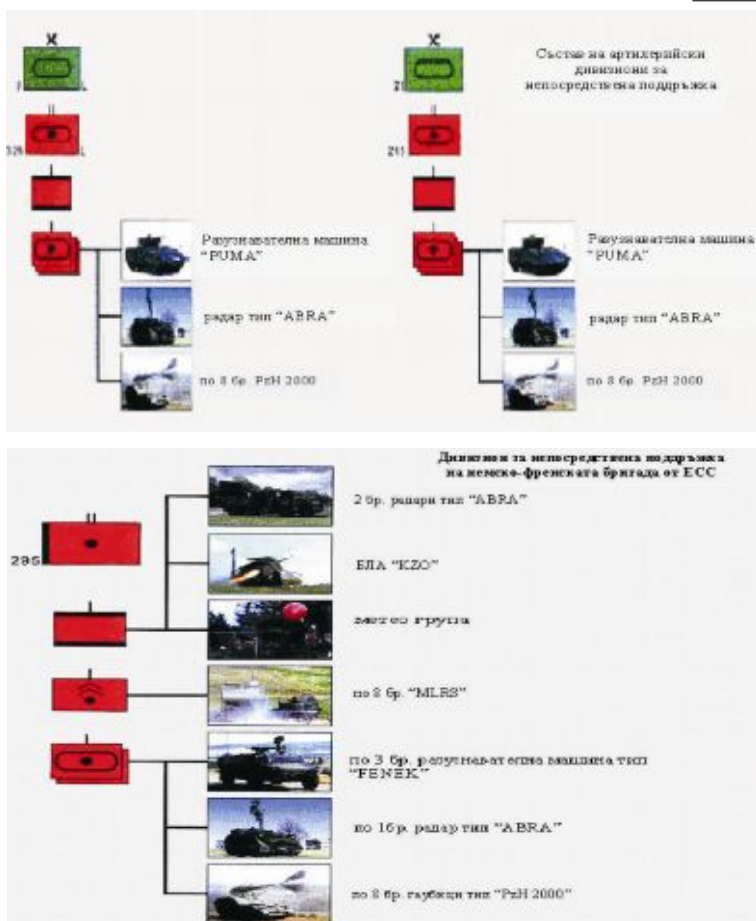 Състав на артилерийски
дивизиони за
непосредствена поддръжка
Разузнавателна машина
“PUMA”
радар тип “ABRA”
по 8 бр. PzH 2000
Разузнавателна машина
“PUMA”
радар тип “ABRA”
по 8 бр. PzH 2000
Дивизион за непосредствена поддръжка
на немско-френската бригада от ЕСС
295
2 бр. радари тип “ABRA”
БЛА “KZO”
метео група
по 8 бр. “MLRS”
по 3 бр. разузнавателна машина тип
“FENEK”
по 1бр. радар тип “ABRA”
по 8 бр. гаубици тип “PzH 2000”